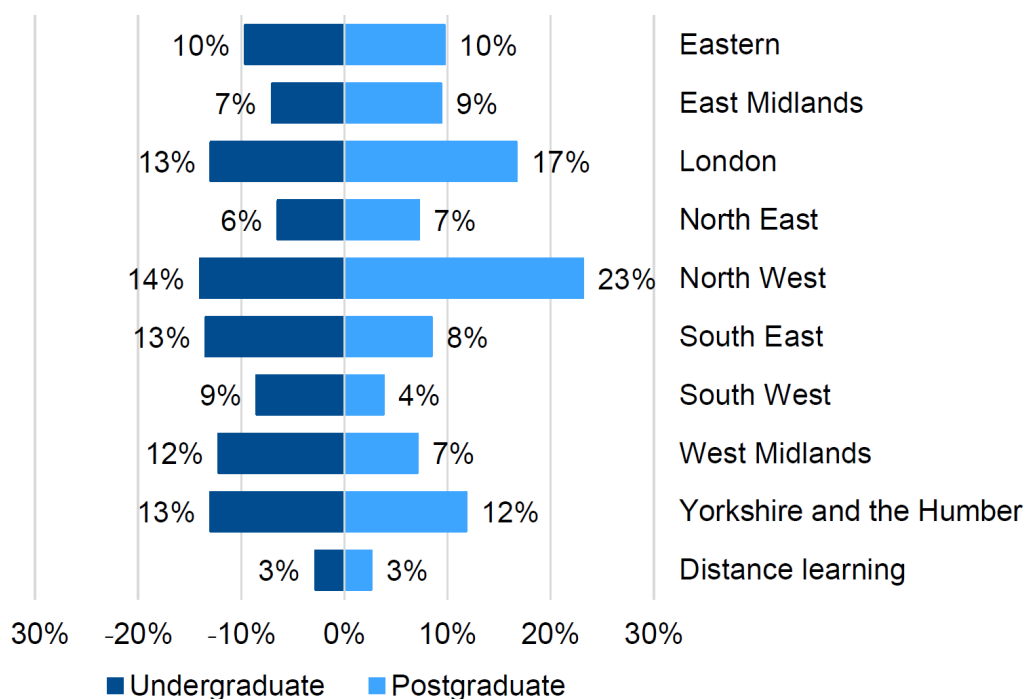 10% 10% Eastern
7% 9% East Midlands
13% 17% London
6% 7% North East
14% 23% North West
13% 8% South East
9% 4% South West
12% 7% West Midlands
13% 12% Yorkshire and the Humber
3% 3% Distance learning
30% -20% -10% 0% 10% 20% 30%
Undergraduate Postgraduate